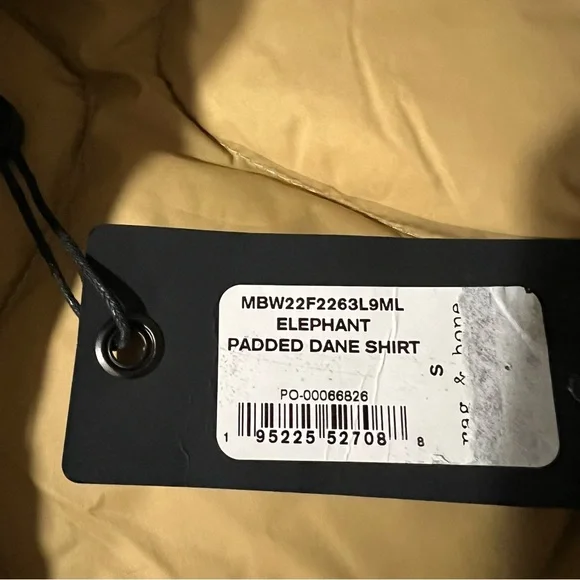 MBW22F2263L9ML
ELEPHANT
PADDED DANE SHIRT
S
rag & bone
PO-00066826
1 95225 52708 8